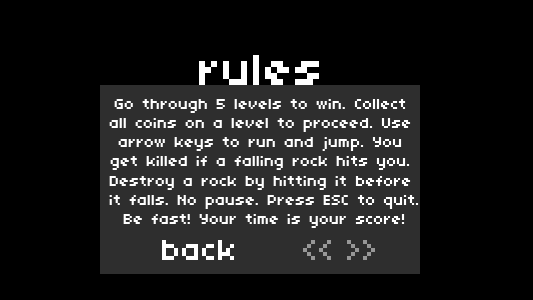 rules
Go through 5 levels to win. Collect
all coins on a level to proceed. Use
arrow keys to run and jump. You
get killed if a falling rock hits you.
Destroy a rock by hitting it before
it falls. No pause. Press ESC to quit.
Be fast! Your time is your score!
back << >>